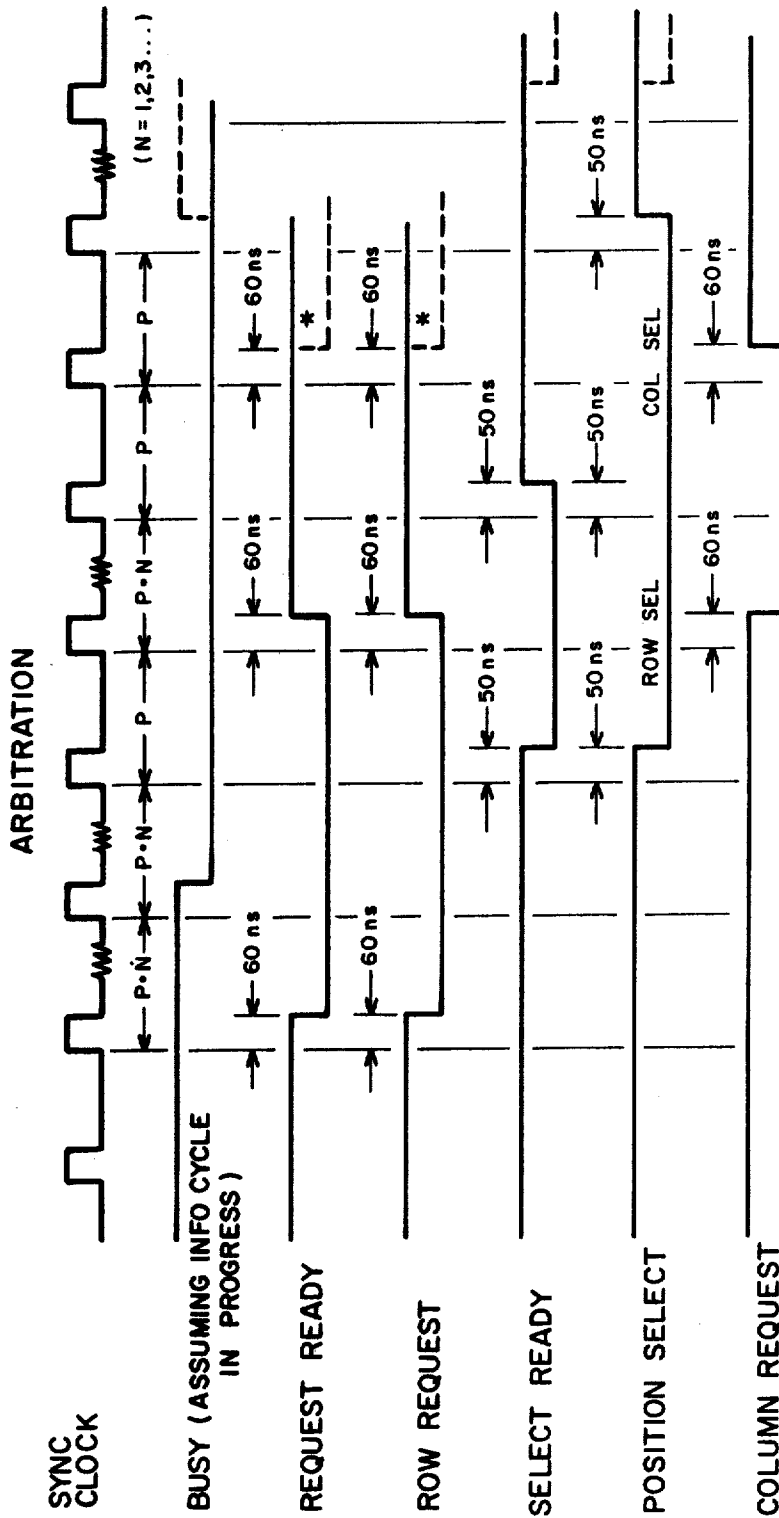 ARBITRATION
SYNC
CLOCK
(N=1,2,3...)
P•N P•N P P•N P P
BUSY (ASSUMING INFO CYCLE
IN PROGRESS)
60 ns 60 ns 60 ns
REQUEST READY
*
60 ns 60 ns 60 ns
ROW REQUEST
*
50 ns 50 ns
SELECT READY
50 ns 50 ns 50 ns
POSITION SELECT
ROW SEL COL SEL
60 ns 60 ns
COLUMN REQUEST